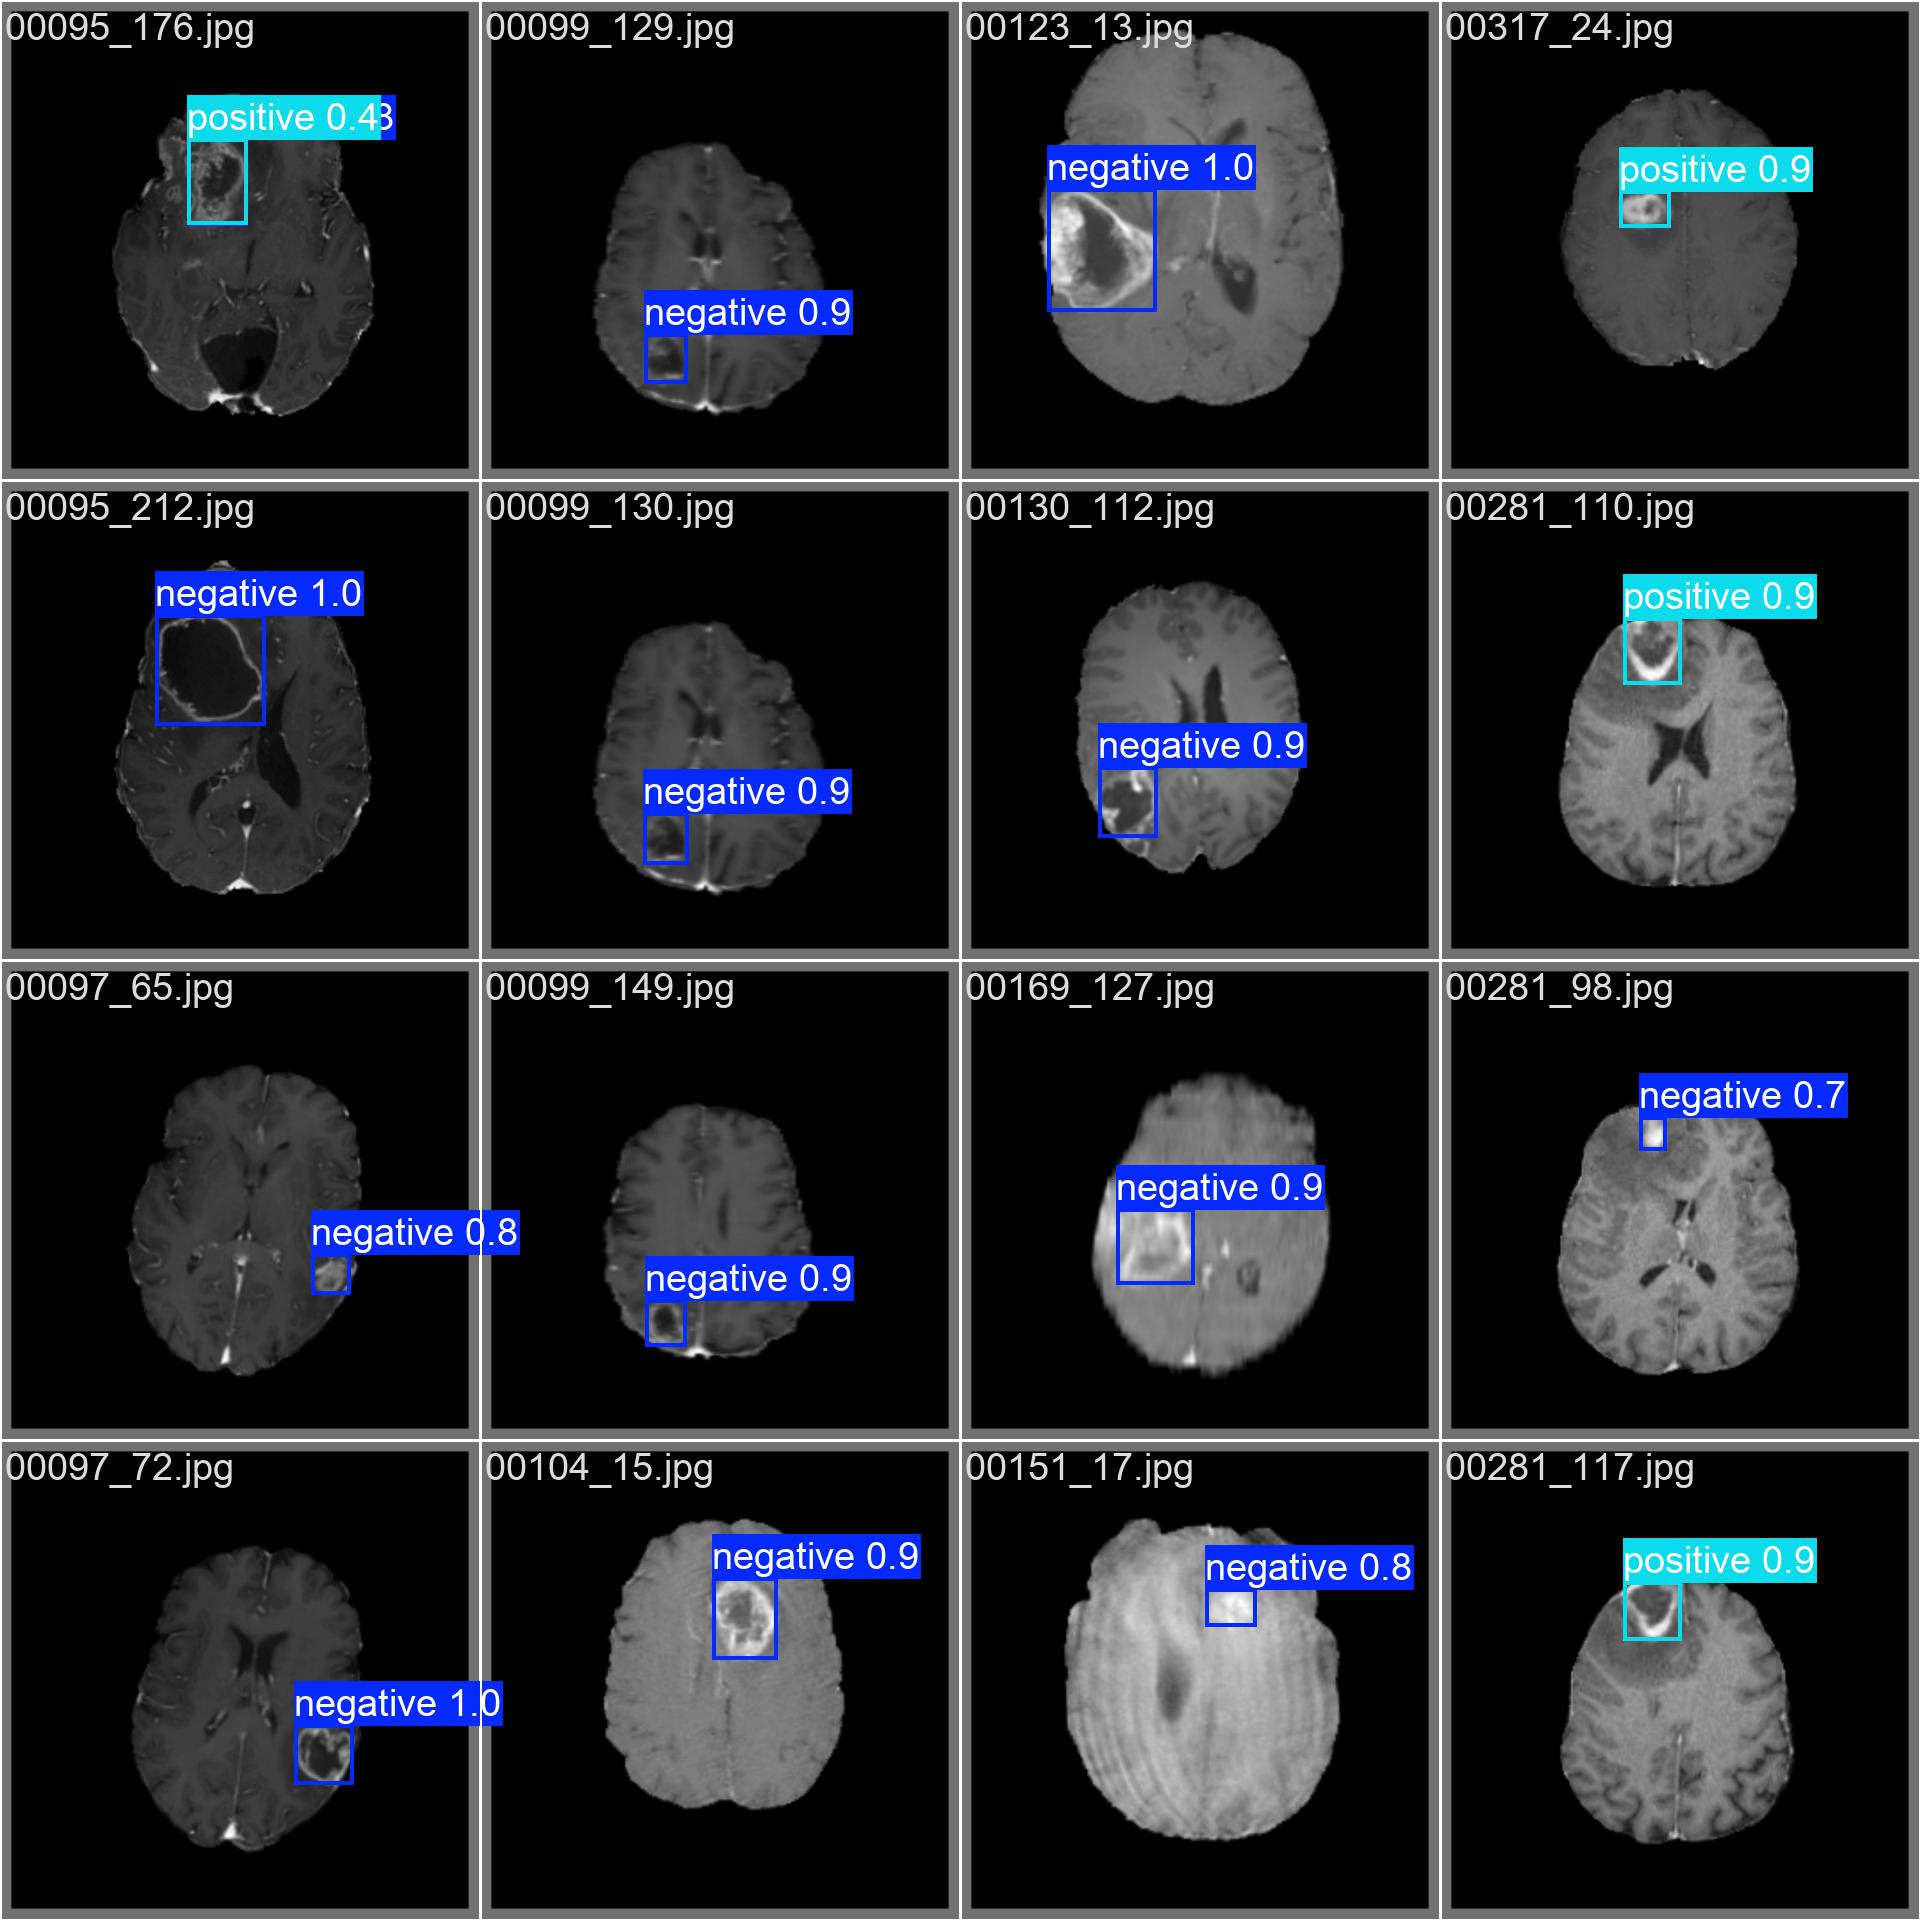 00095_176.jpg
positive 0.4
3
00099_129.jpg
negative 0.9
00123_13.jpg
negative 1.0
00317_24.jpg
positive 0.9
00095_212.jpg
negative 1.0
00099_130.jpg
negative 0.9
00130_112.jpg
negative 0.9
00281_110.jpg
positive 0.9
00097_65.jpg
negative 0.8
00099_149.jpg
negative 0.9
00169_127.jpg
negative 0.9
00281_98.jpg
negative 0.7
00097_72.jpg
negative 1.0
00104_15.jpg
negative 0.9
00151_17.jpg
negative 0.8
00281_117.jpg
positive 0.9